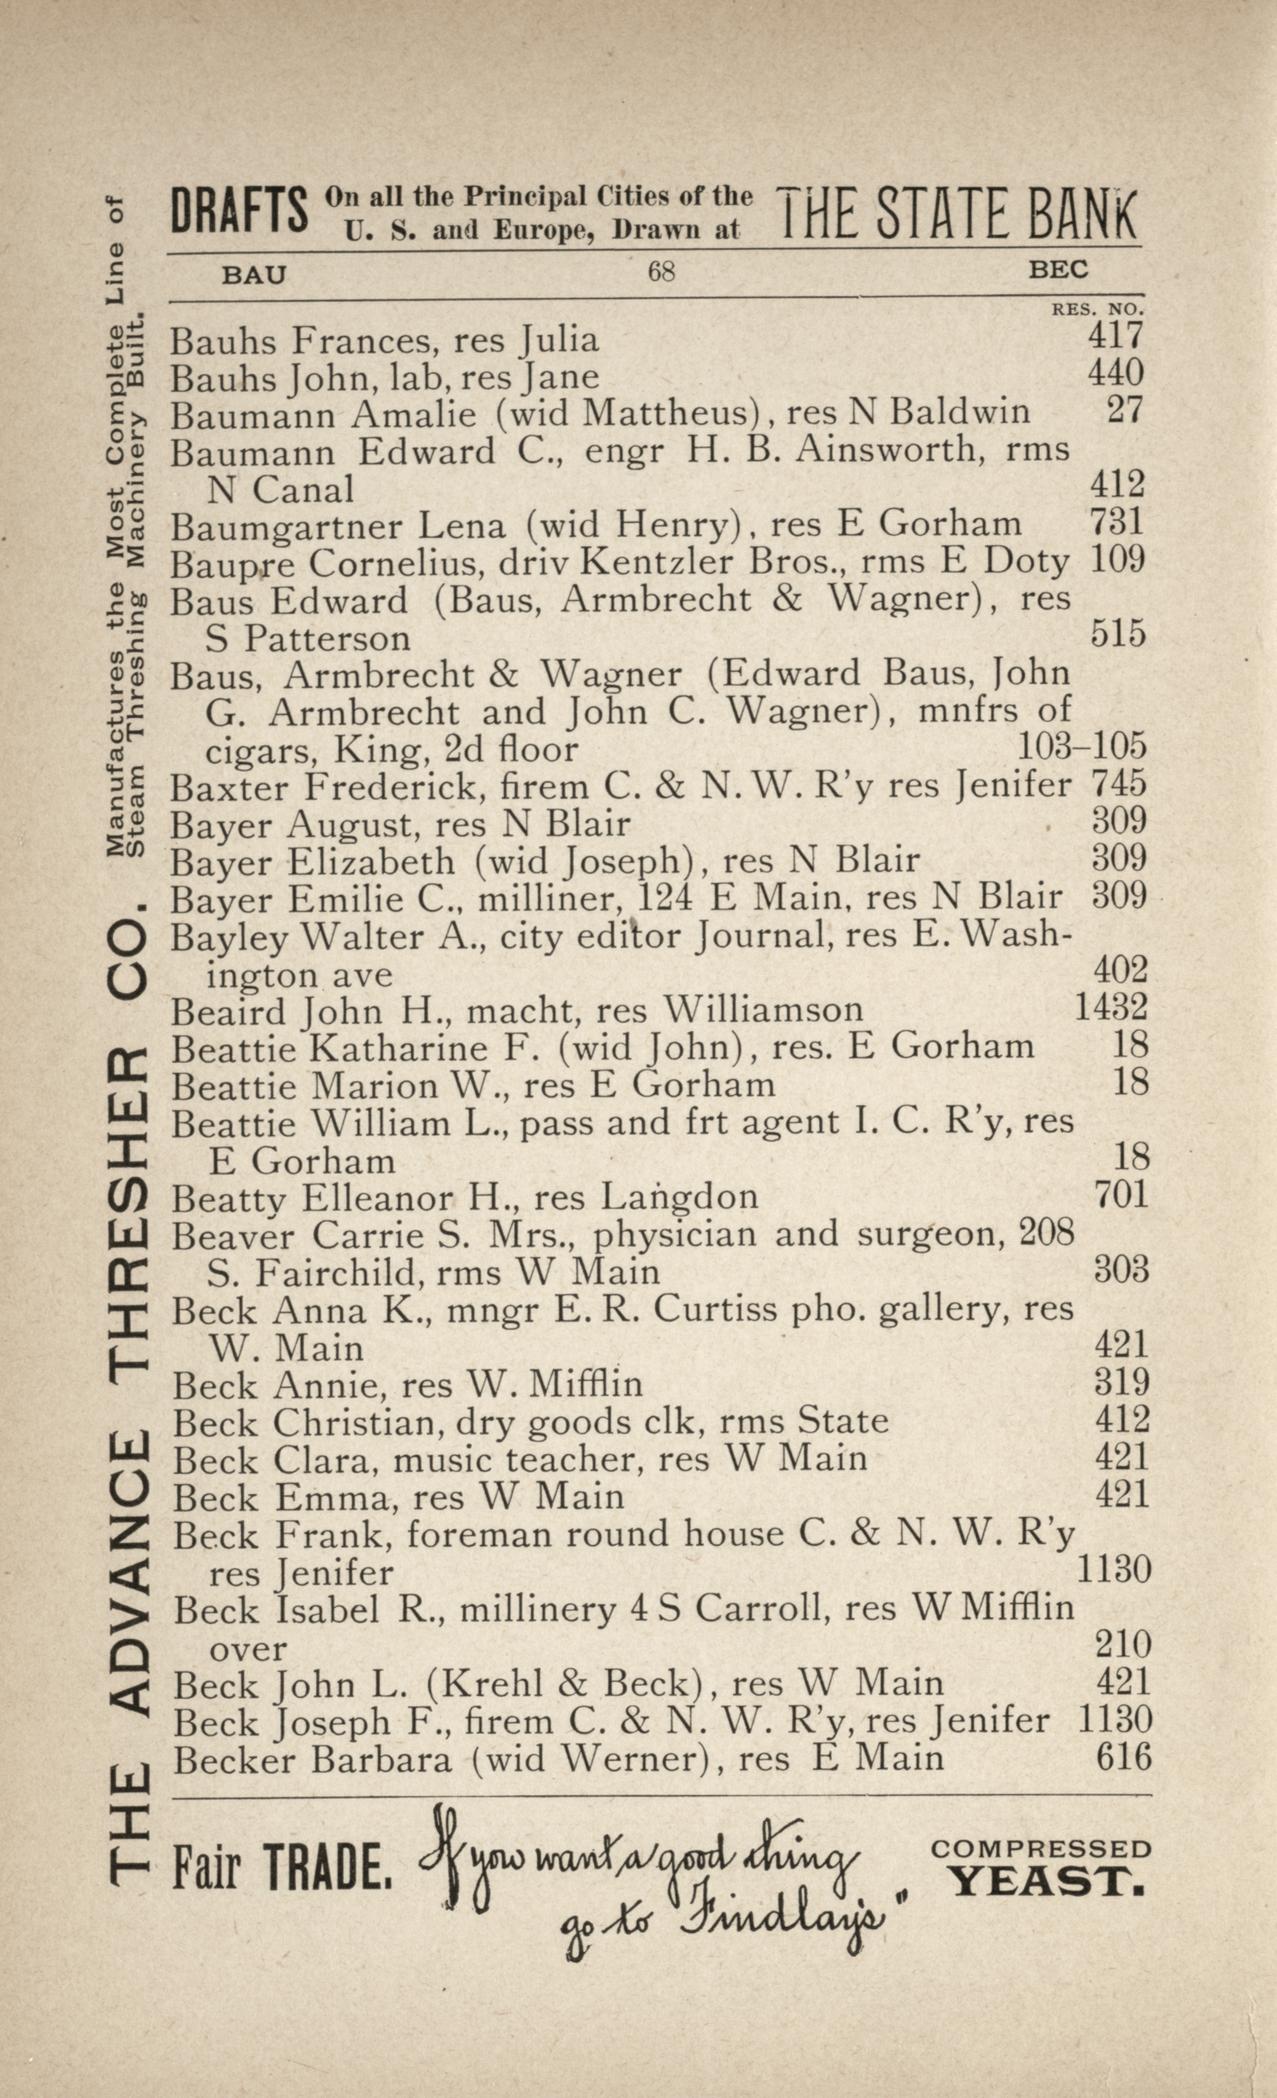 DRAFTS On all the Principal Cities of the U. S. and Europe, Drawn at THE STATE BANK
BAU 68 BEC
RES. NO.
Bauhs Frances, res Julia 417
Bauhs John, lab, res Jane 440
Baumann Amalie (wid Mattheus), res N Baldwin 27
Baumann Edward C., engr H. B. Ainsworth, rms
N Canal 412
Baumgartner Lena (wid Henry), res E Gorham 731
Baupre Cornelius, driv Kentzler Bros., rms E Doty 109
Baus Edward (Baus, Armbrecht & Wagner), res
S Patterson 515
Baus, Armbrecht & Wagner (Edward Baus, John
G. Armbrecht and John C. Wagner), mnfrs of
cigars, King, 2d floor 103–105
Baxter Frederick, firem C. & N. W. R'y res Jenifer 745
Bayer August, res N Blair 309
Bayer Elizabeth (wid Joseph), res N Blair 309
Bayer Emilie C., milliner, 124 E Main, res N Blair 309
Bayley Walter A., city editor Journal, res E. Wash-
ington ave 402
Beaird John H., macht, res Williamson 1432
Beattie Katharine F. (wid John), res. E Gorham 18
Beattie Marion W., res E Gorham 18
Beattie William L., pass and frt agent I. C. R'y, res
E Gorham 18
Beatty Elleanor H., res Langdon 701
Beaver Carrie S. Mrs., physician and surgeon, 208
S. Fairchild, rms W Main 303
Beck Anna K., mngr E. R. Curtiss pho. gallery, res
W. Main 421
Beck Annie, res W. Mifflin 319
Beck Christian, dry goods clk, rms State 412
Beck Clara, music teacher, res W Main 421
Beck Emma, res W Main 421
Beck Frank, foreman round house C. & N. W. R'y
res Jenifer 1130
Beck Isabel R., millinery 4 S Carroll, res W Mifflin
over 210
Beck John L. (Krehl & Beck), res W Main 421
Beck Joseph F., firem C. & N. W. R'y, res Jenifer 1130
Becker Barbara (wid Werner), res E Main 616
Fair TRADE. If you want a good thing
go to "Findlay's" COMPRESSED
YEAST.
THE ADVANCE THRESHER CO. Manufactures the Most Complete Line of
Steam Threshing Machinery Built.